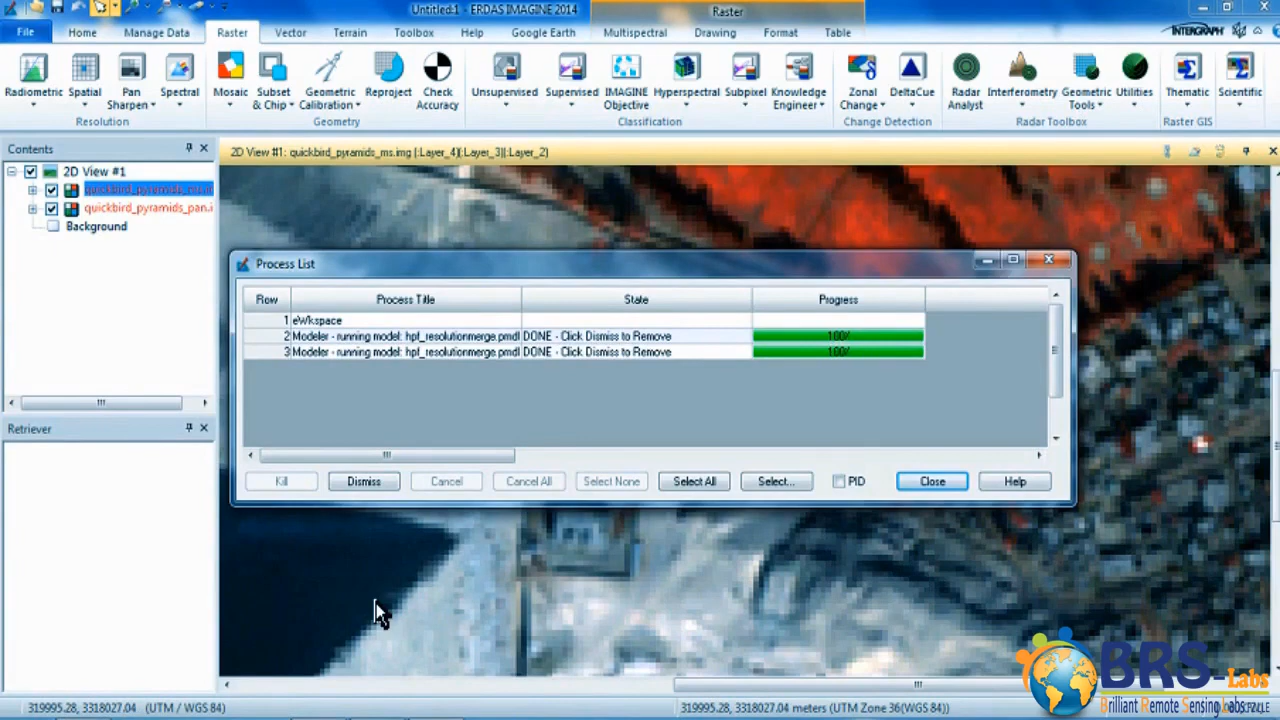 Untitled:1 - ERDAS IMAGINE 2014
Raster
File Home Manage Data Raster Vector Terrain Toolbox Help Google Earth Multispectral Drawing Format Table
INTERGRAPH
Radiometric Spatial Pan Sharpen Spectral Mosaic Subset & Chip Geometric Calibration Reproject Check Accuracy Unsupervised Supervised IMAGINE Objective Hyperspectral Subpixel Knowledge Engineer Zonal Change DeltaCue Radar Analyst Interferometry Geometric Tools Utilities Thematic Scientific
Resolution Geometry Classification Change Detection Radar Toolbox Raster GIS
Contents
2D View #1: quickbird_pyramids_ms.img (:Layer_4)(:Layer_3)(:Layer_2)
2D View #1
quickbird_pyramids_ms.i
quickbird_pyramids_pan.i
Background
Process List
Row Process Title State Progress
1 eWkspace
2 Modeler - running model: hpf_resolutionmerge.pmdl DONE - Click Dismiss to Remove 100%
3 Modeler - running model: hpf_resolutionmerge.pmdl DONE - Click Dismiss to Remove 100%
Retriever
Kill Dismiss Cancel Cancel All Select None Select All Select... PID Close Help
BRS-Labs
Brilliant Remote Sensing Labs.FZLLE
319995.28, 3318027.04 (UTM / WGS 84)
319995.28, 3318027.04 meters (UTM Zone 36(WGS 84))